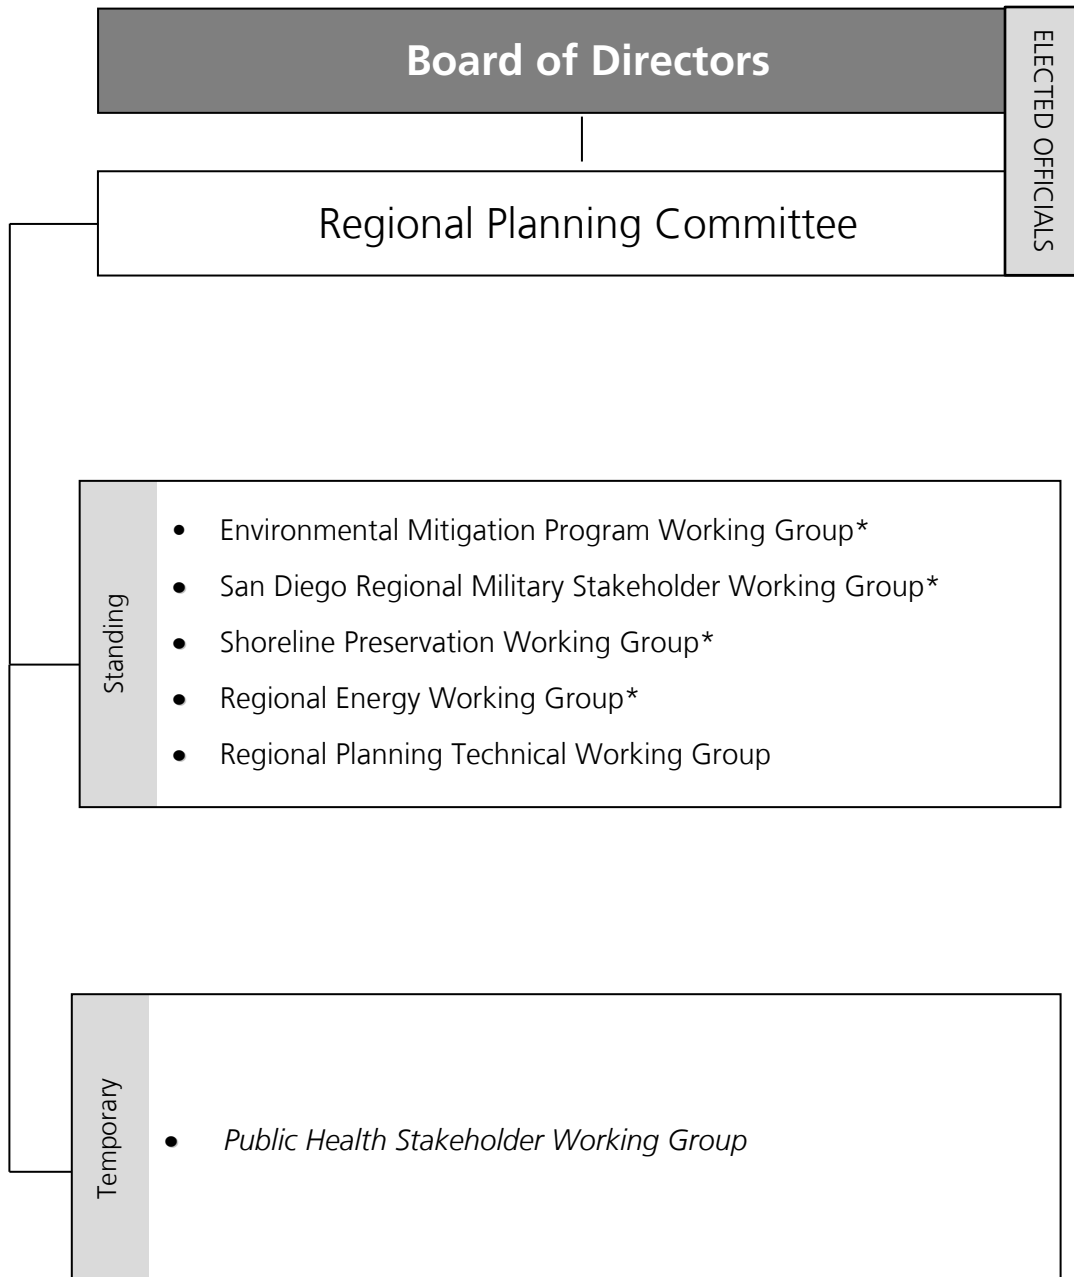 Board of Directors
ELECTED OFFICIALS
Regional Planning Committee
Standing
• Environmental Mitigation Program Working Group*
• San Diego Regional Military Stakeholder Working Group*
• Shoreline Preservation Working Group*
• Regional Energy Working Group*
• Regional Planning Technical Working Group
Temporary
• Public Health Stakeholder Working Group